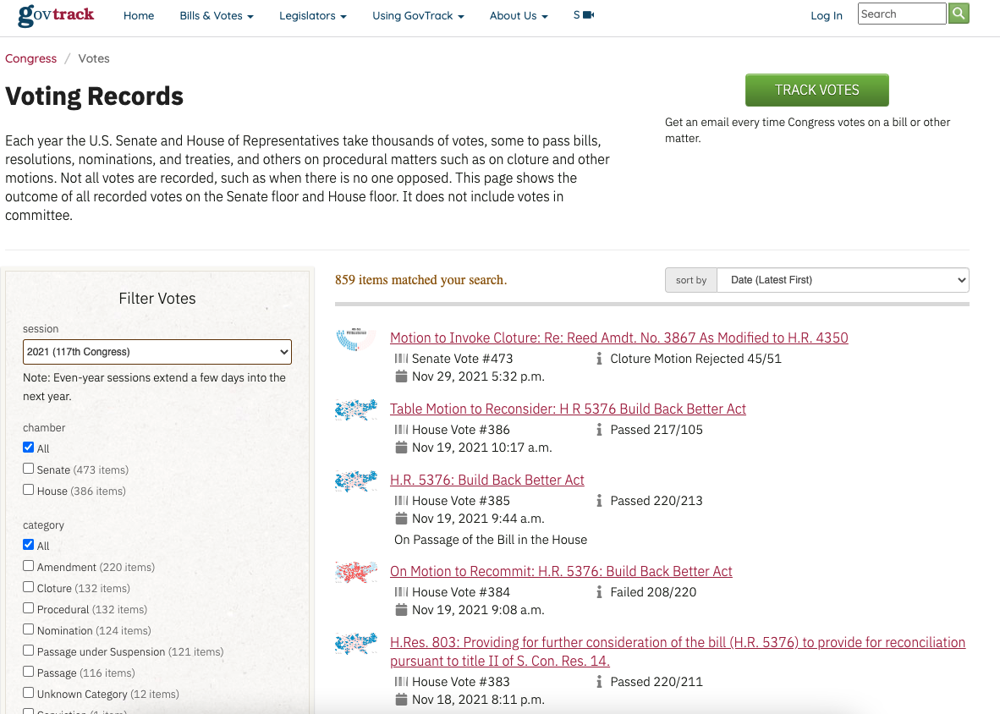 govtrack Home Bills & Votes Legislators Using GovTrack About Us S Log In Search
Congress / Votes
Voting Records
TRACK VOTES
Get an email every time Congress votes on a bill or other
matter.
Each year the U.S. Senate and House of Representatives take thousands of votes, some to pass bills,
resolutions, nominations, and treaties, and others on procedural matters such as on cloture and other
motions. Not all votes are recorded, such as when there is no one opposed. This page shows the
outcome of all recorded votes on the Senate floor and House floor. It does not include votes in
committee.
Filter Votes
session
2021 (117th Congress)
Note: Even-year sessions extend a few days into the
next year.
chamber
All
Senate (473 items)
House (386 items)
category
All
Amendment (220 items)
Cloture (132 items)
Procedural (132 items)
Nomination (124 items)
Passage under Suspension (121 items)
Passage (116 items)
Unknown Category (12 items)
859 items matched your search.
sort by Date (Latest First)
Motion to Invoke Cloture: Re: Reed Amdt. No. 3867 As Modified to H.R. 4350
Senate Vote #473 Cloture Motion Rejected 45/51
Nov 29, 2021 5:32 p.m.
Table Motion to Reconsider: H R 5376 Build Back Better Act
House Vote #386 Passed 217/105
Nov 19, 2021 10:17 a.m.
H.R. 5376: Build Back Better Act
House Vote #385 Passed 220/213
Nov 19, 2021 9:44 a.m.
On Passage of the Bill in the House
On Motion to Recommit: H.R. 5376: Build Back Better Act
House Vote #384 Failed 208/220
Nov 19, 2021 9:08 a.m.
H.Res. 803: Providing for further consideration of the bill (H.R. 5376) to provide for reconciliation
pursuant to title II of S. Con. Res. 14.
House Vote #383 Passed 220/211
Nov 18, 2021 8:11 p.m.